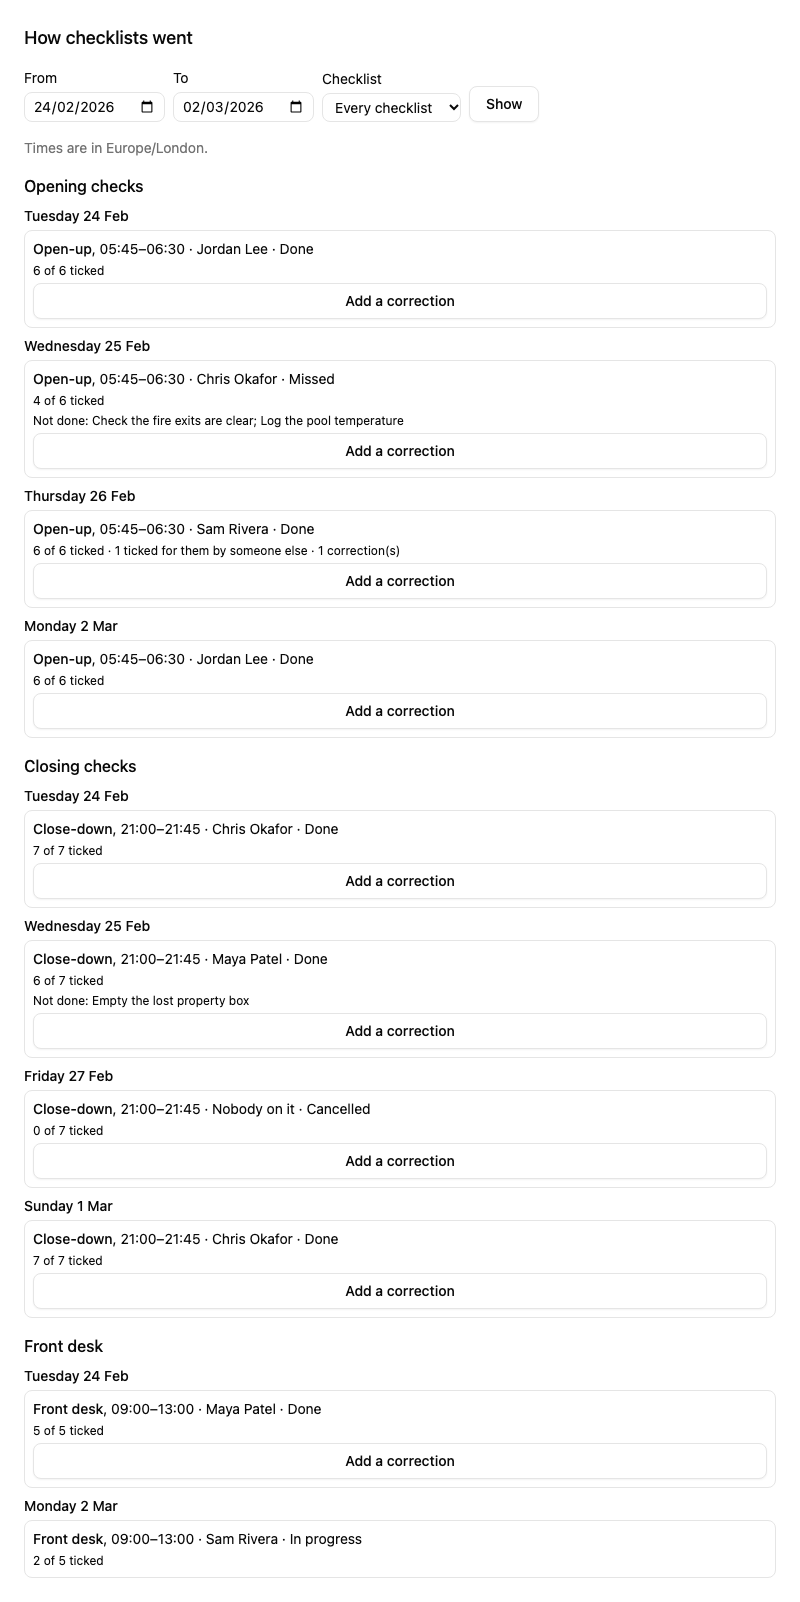 How checklists went
From
To
Checklist
24/02/2026
02/03/2026
Every checklist
Show
Times are in Europe/London.
Opening checks
Tuesday 24 Feb
Open-up, 05:45–06:30 · Jordan Lee · Done
6 of 6 ticked
Add a correction
Wednesday 25 Feb
Open-up, 05:45–06:30 · Chris Okafor · Missed
4 of 6 ticked
Not done: Check the fire exits are clear; Log the pool temperature
Add a correction
Thursday 26 Feb
Open-up, 05:45–06:30 · Sam Rivera · Done
6 of 6 ticked · 1 ticked for them by someone else · 1 correction(s)
Add a correction
Monday 2 Mar
Open-up, 05:45–06:30 · Jordan Lee · Done
6 of 6 ticked
Add a correction
Closing checks
Tuesday 24 Feb
Close-down, 21:00–21:45 · Chris Okafor · Done
7 of 7 ticked
Add a correction
Wednesday 25 Feb
Close-down, 21:00–21:45 · Maya Patel · Done
6 of 7 ticked
Not done: Empty the lost property box
Add a correction
Friday 27 Feb
Close-down, 21:00–21:45 · Nobody on it · Cancelled
0 of 7 ticked
Add a correction
Sunday 1 Mar
Close-down, 21:00–21:45 · Chris Okafor · Done
7 of 7 ticked
Add a correction
Front desk
Tuesday 24 Feb
Front desk, 09:00–13:00 · Maya Patel · Done
5 of 5 ticked
Add a correction
Monday 2 Mar
Front desk, 09:00–13:00 · Sam Rivera · In progress
2 of 5 ticked